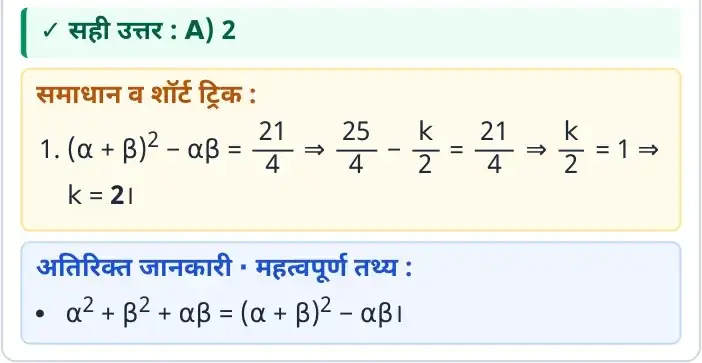 ✓ सही उत्तर : A) 2
समाधान व शॉर्ट ट्रिक :
1. (α + β)² − αβ = 21/4 ⇒ 25/4 − k/2 = 21/4 ⇒ k/2 = 1 ⇒
k = 2।
अतिरिक्त जानकारी · महत्वपूर्ण तथ्य :
• α² + β² + αβ = (α + β)² − αβ।